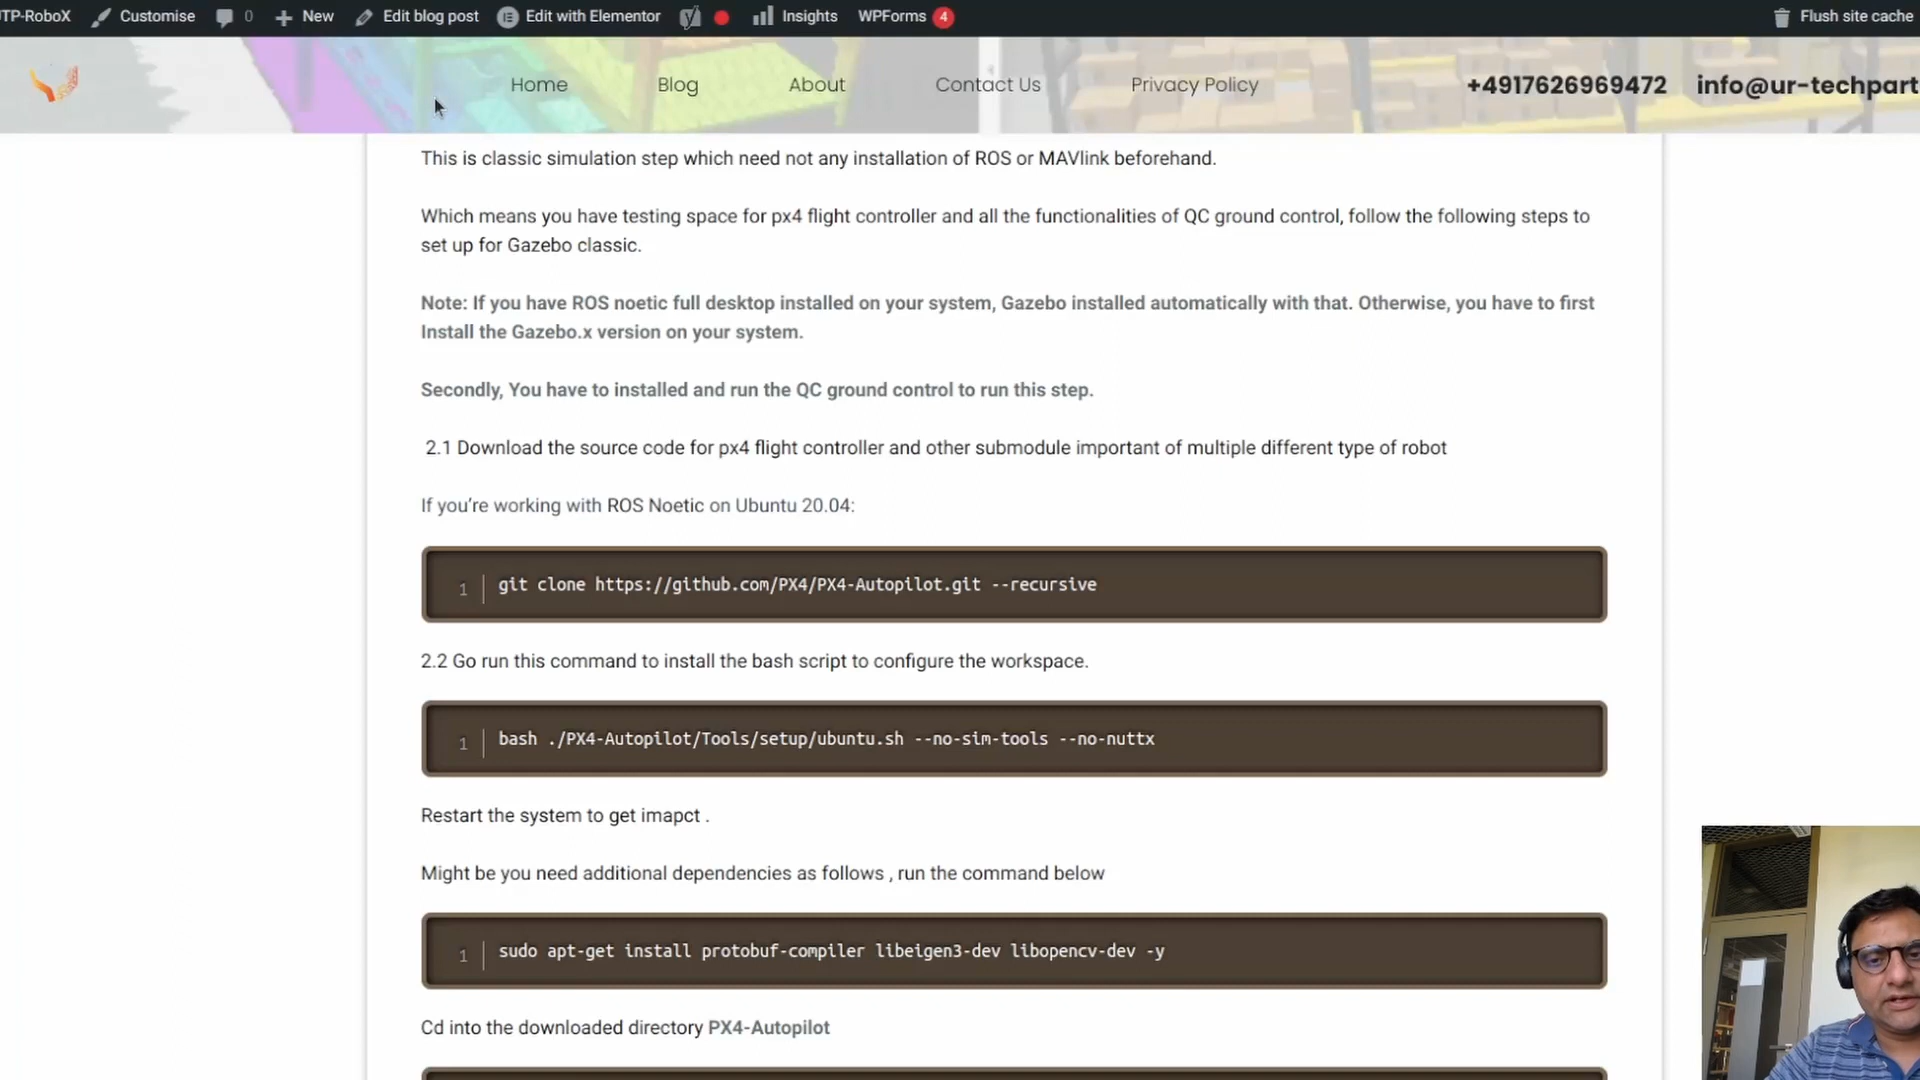 TP-RoboX Customise 0 New Edit blog post Edit with Elementor Insights WPForms 4 Flush site cache
Home Blog About Contact Us Privacy Policy +4917626969472 info@ur-techpart
This is classic simulation step which need not any installation of ROS or MAVlink beforehand.
Which means you have testing space for px4 flight controller and all the functionalities of QC ground control, follow the following steps to
set up for Gazebo classic.
Note: If you have ROS noetic full desktop installed on your system, Gazebo installed automatically with that. Otherwise, you have to first
Install the Gazebo.x version on your system.
Secondly, You have to installed and run the QC ground control to run this step.
2.1 Download the source code for px4 flight controller and other submodule important of multiple different type of robot
If you’re working with ROS Noetic on Ubuntu 20.04:
1 git clone https://github.com/PX4/PX4-Autopilot.git --recursive
2.2 Go run this command to install the bash script to configure the workspace.
1 bash ./PX4-Autopilot/Tools/setup/ubuntu.sh --no-sim-tools --no-nuttx
Restart the system to get imapct .
Might be you need additional dependencies as follows , run the command below
1 sudo apt-get install protobuf-compiler libeigen3-dev libopencv-dev -y
Cd into the downloaded directory PX4-Autopilot